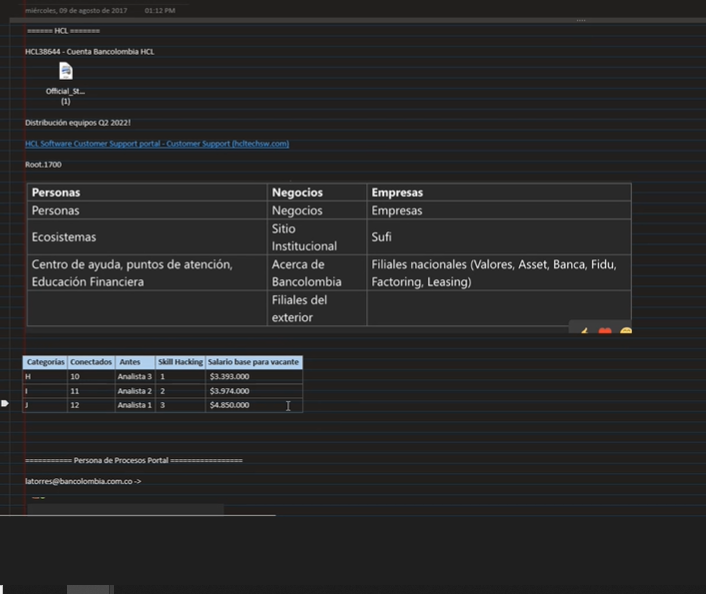 miércoles, 09 de agosto de 2017 01:12 PM
====== HCL =======
HCL38644 - Cuenta Bancolombia HCL
Official_St...
(1)
Distribución equipos Q2 2022!
HCL Software Customer Support portal - Customer Support (hcltechsw.com)
Root.1700
Personas Negocios Empresas
Personas Negocios Empresas
Ecosistemas Sitio Institucional Sufi
Centro de ayuda, puntos de atención, Educación Financiera Acerca de Bancolombia Filiales nacionales (Valores, Asset, Banca, Fidu, Factoring, Leasing)
Filiales del exterior
Categorías Conectados Antes Skill Hacking Salario base para vacante
H 10 Analista 3 1 $3.393.000
I 11 Analista 2 2 $3.974.000
J 12 Analista 1 3 $4.850.000
=========== Persona de Procesos Portal =================
latorres@bancolombia.com.co ->